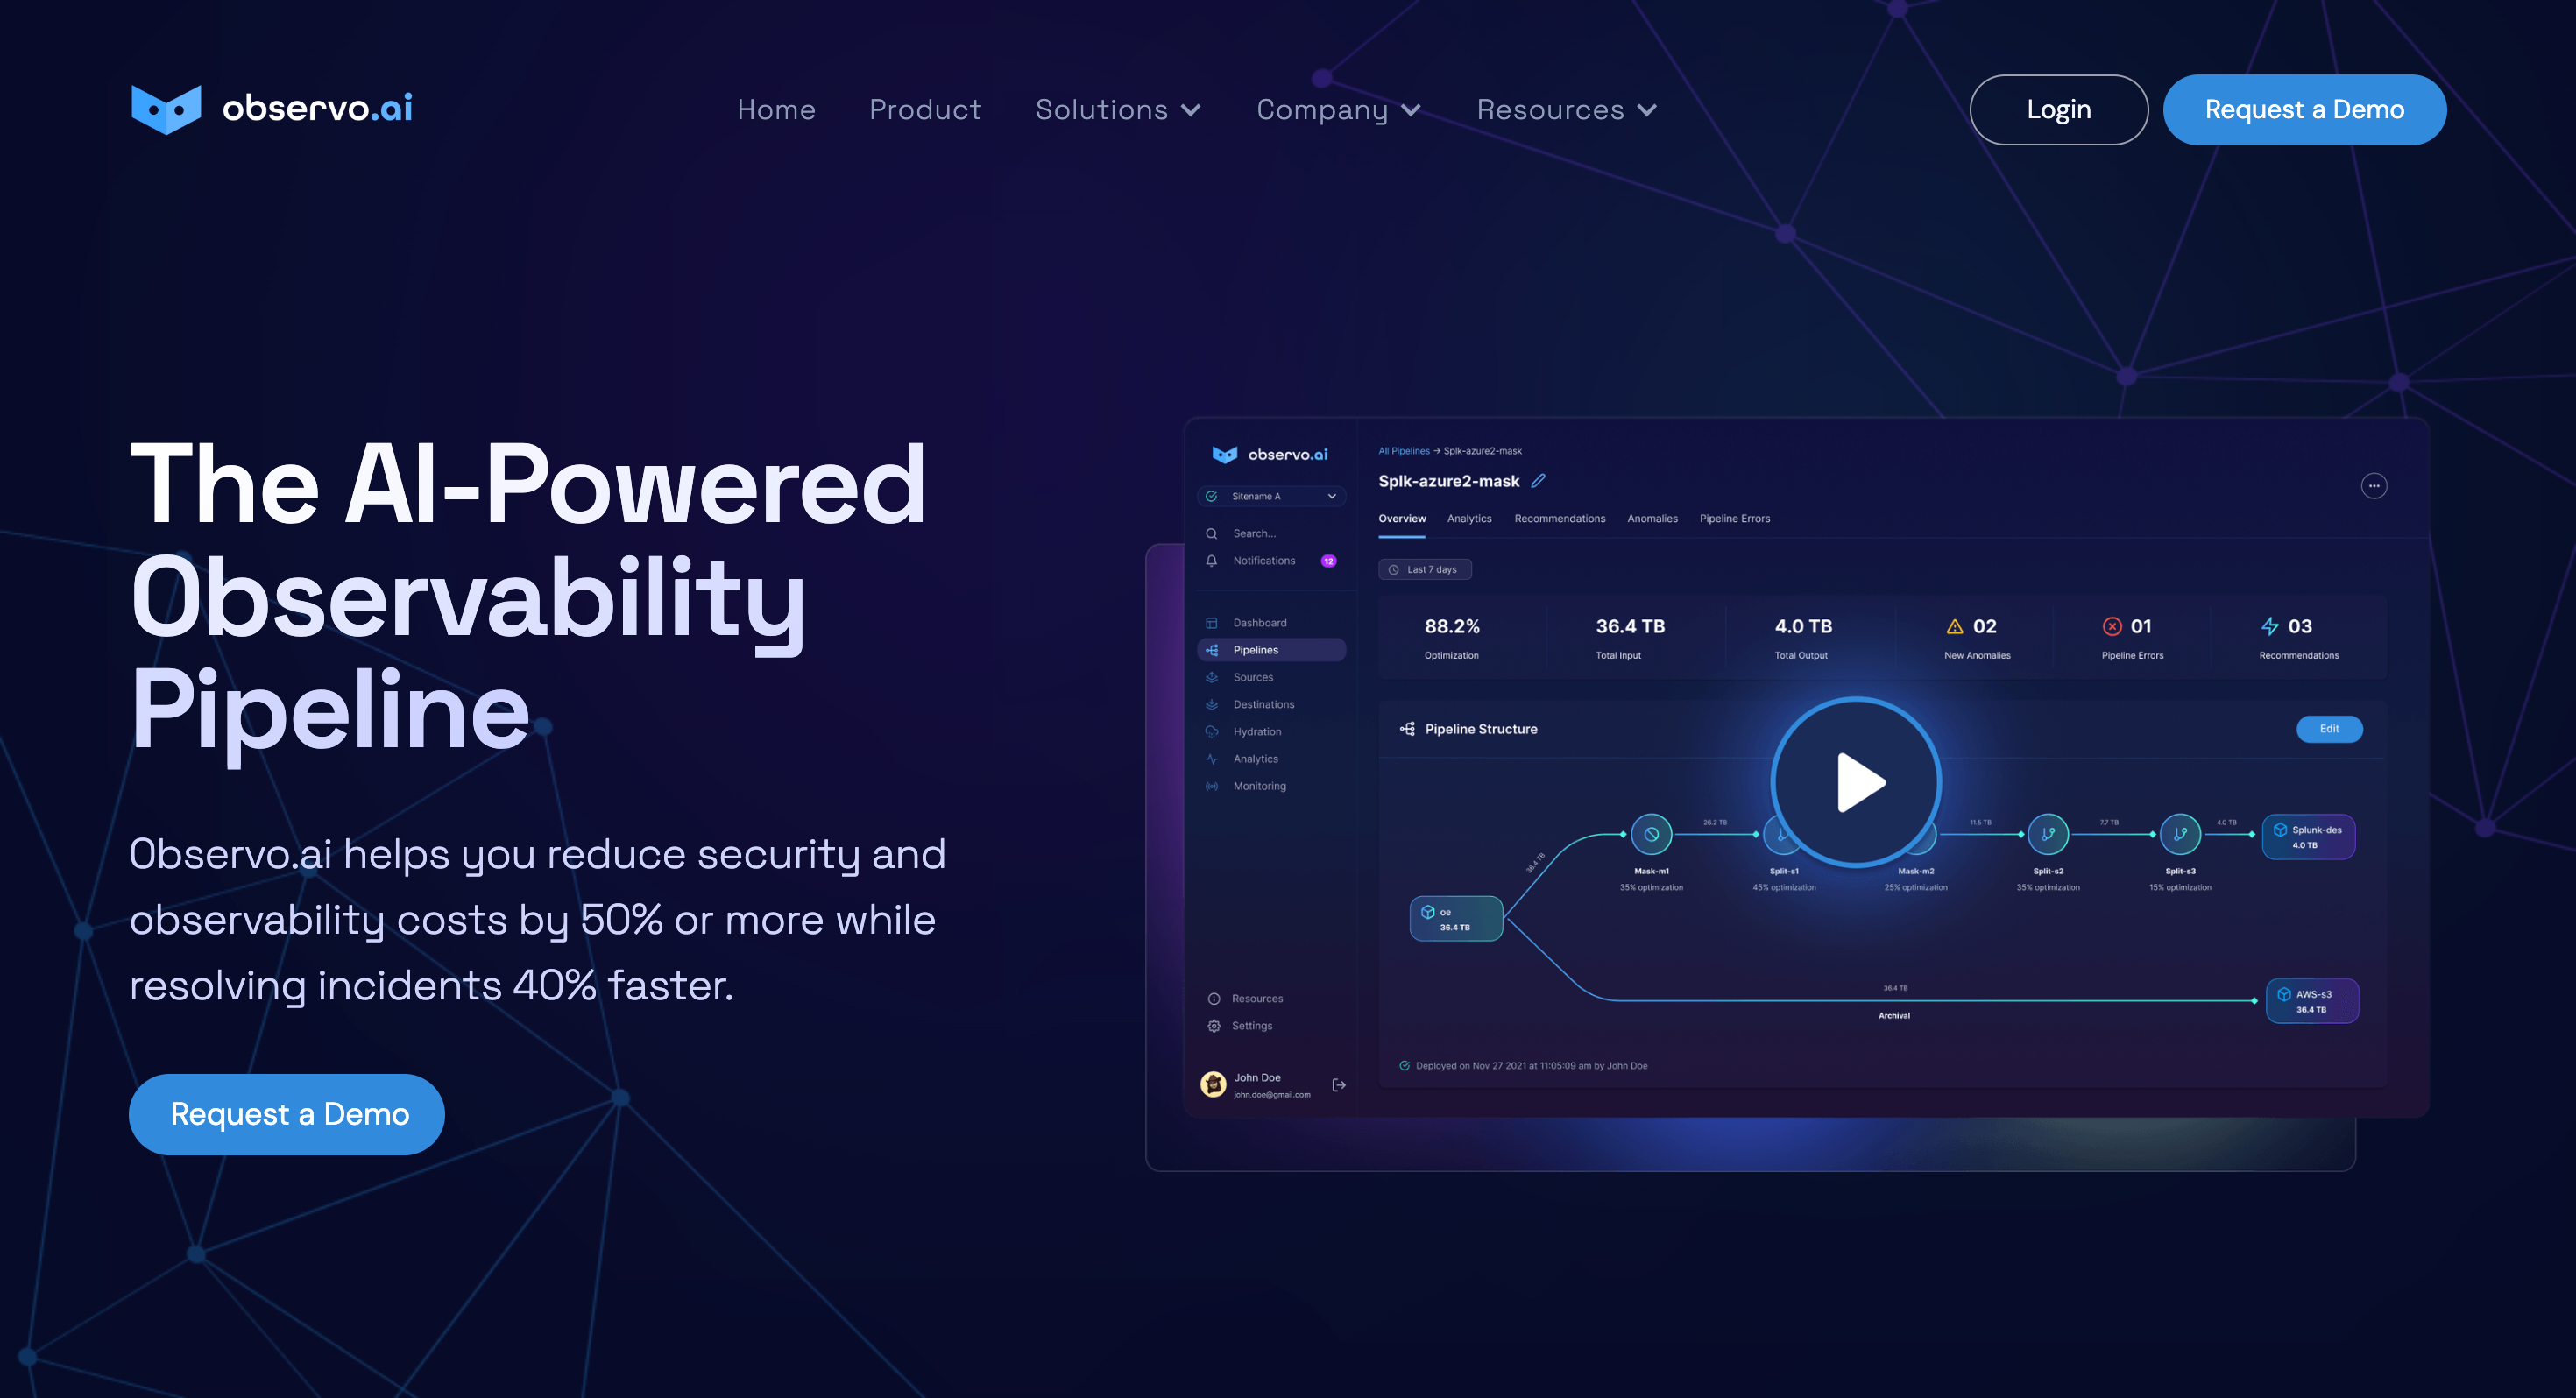 observo.ai
Home Product Solutions Company Resources
Login Request a Demo
The AI-Powered
Observability
Pipeline
Observo.ai helps you reduce security and
observability costs by 50% or more while
resolving incidents 40% faster.
Request a Demo
observo.ai
Sitename A
Search...
Notifications 12
Dashboard
Pipelines
Sources
Destinations
Hydration
Analytics
Monitoring
Resources
Settings
John Doe
john.doe@gmail.com
All Pipelines → Splk-azure2-mask
Splk-azure2-mask
Overview Analytics Recommendations Anomalies Pipeline Errors
Last 7 days
88.2% 36.4 TB 4.0 TB 02 01 03
Optimization Total Input Total Output New Anomalies Pipeline Errors Recommendations
Pipeline Structure Edit
26.2 TB 11.5 TB 7.7 TB 4.0 TB
Splunk-des
4.0 TB
36.4 TB
Mask-m1 Split-s1 Mask-m2 Split-s2 Split-s3
35% optimization 45% optimization 25% optimization 35% optimization 15% optimization
oe
36.4 TB
36.4 TB
Archival
AWS-s3
36.4 TB
Deployed on Nov 27 2021 at 11:05:09 am by John Doe